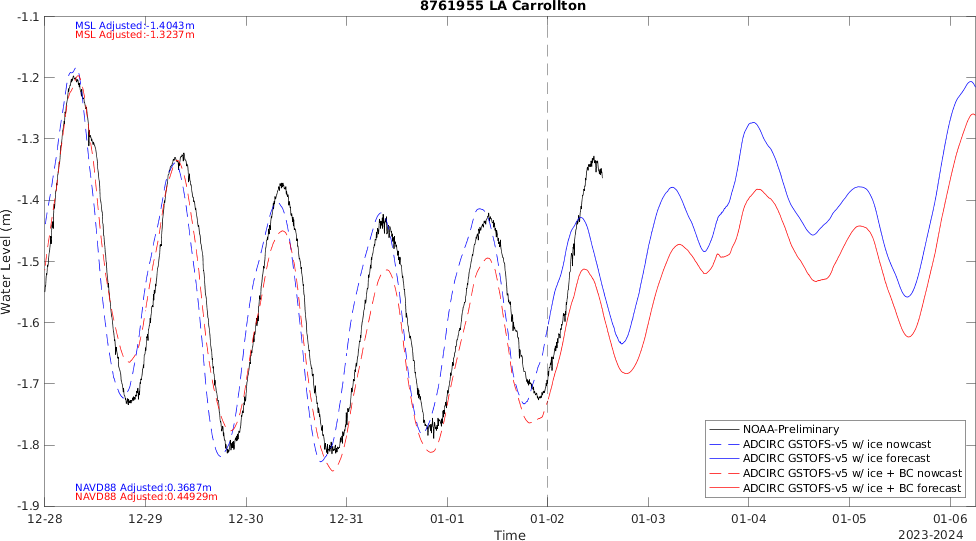 8761955 LA Carrollton
MSL Adjusted:-1.4043m
MSL Adjusted:-1.3237m
-1.1
-1.2
-1.3
-1.4
-1.5
-1.6
-1.7
-1.8
-1.9
Water Level (m)
NOAA-Preliminary
ADCIRC GSTOFS-v5 w/ ice nowcast
ADCIRC GSTOFS-v5 w/ ice forecast
ADCIRC GSTOFS-v5 w/ ice + BC nowcast
ADCIRC GSTOFS-v5 w/ ice + BC forecast
NAVD88 Adjusted:0.3687m
NAVD88 Adjusted:0.44929m
12-28 12-29 12-30 12-31 01-01 01-02 01-03 01-04 01-05 01-06
Time
2023-2024